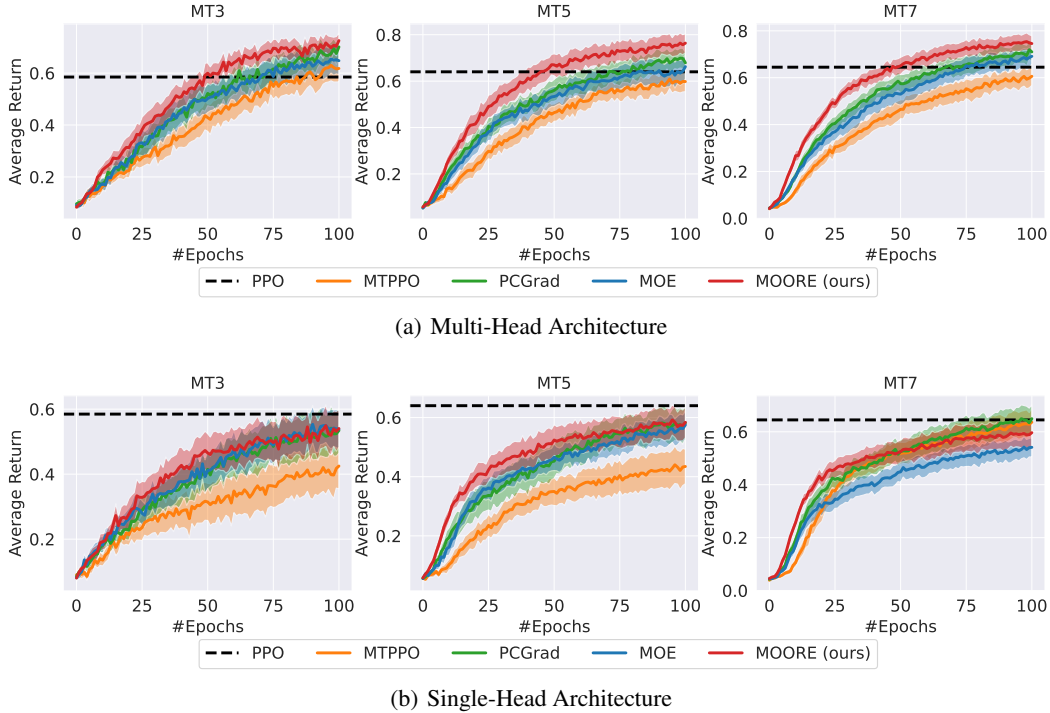 MT3 MT5 MT7
Average Return Average Return Average Return
0.6 0.8 0.8
0.4 0.6 0.6
0.2 0.4 0.4
0.2 0.2
0.0
0 25 50 75 100 0 25 50 75 100 0 25 50 75 100
#Epochs #Epochs #Epochs
PPO MTPPO PCGrad MOE MOORE (ours)
(a) Multi-Head Architecture
MT3 MT5 MT7
Average Return Average Return Average Return
0.6 0.6 0.8
0.4 0.4 0.6
0.2 0.2 0.4
0.2
0.0
0 25 50 75 100 0 25 50 75 100 0 25 50 75 100
#Epochs #Epochs #Epochs
PPO MTPPO PCGrad MOE MOORE (ours)
(b) Single-Head Architecture